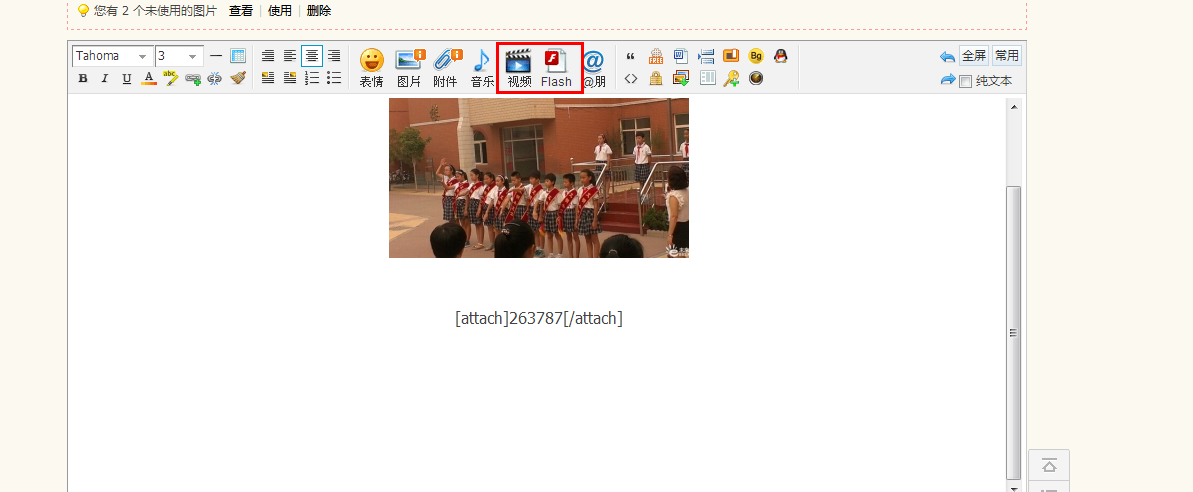 您有 2 个未使用的图片 查看 | 使用 | 删除
Tahoma 3 表情 图片 附件 音乐 视频 Flash @朋 全屏 常用
B I U A 纯文本
[attach]263787[/attach]